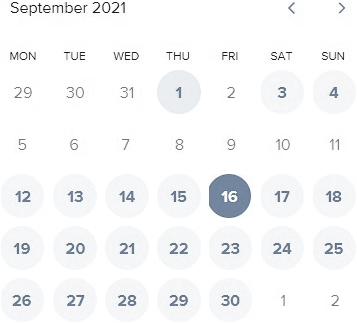 September 2021
MON TUE WED THU FRI SAT SUN
29 30 31 1 2 3 4
5 6 7 8 9 10 11
12 13 14 15 16 17 18
19 20 21 22 23 24 25
26 27 28 29 30 1 2